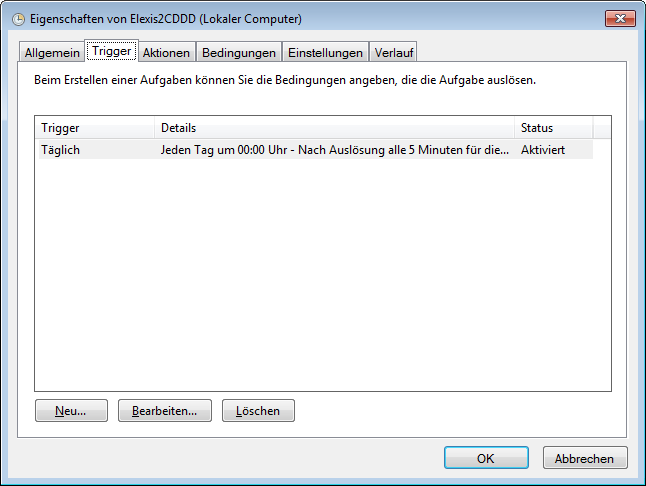 Eigenschaften von Elexis2CDDD (Lokaler Computer)
Allgemein Trigger Aktionen Bedingungen Einstellungen Verlauf
Beim Erstellen einer Aufgaben können Sie die Bedingungen angeben, die die Aufgabe auslösen.
Trigger Details Status
Täglich Jeden Tag um 00:00 Uhr - Nach Auslösung alle 5 Minuten für die... Aktiviert
Neu... Bearbeiten... Löschen
OK Abbrechen